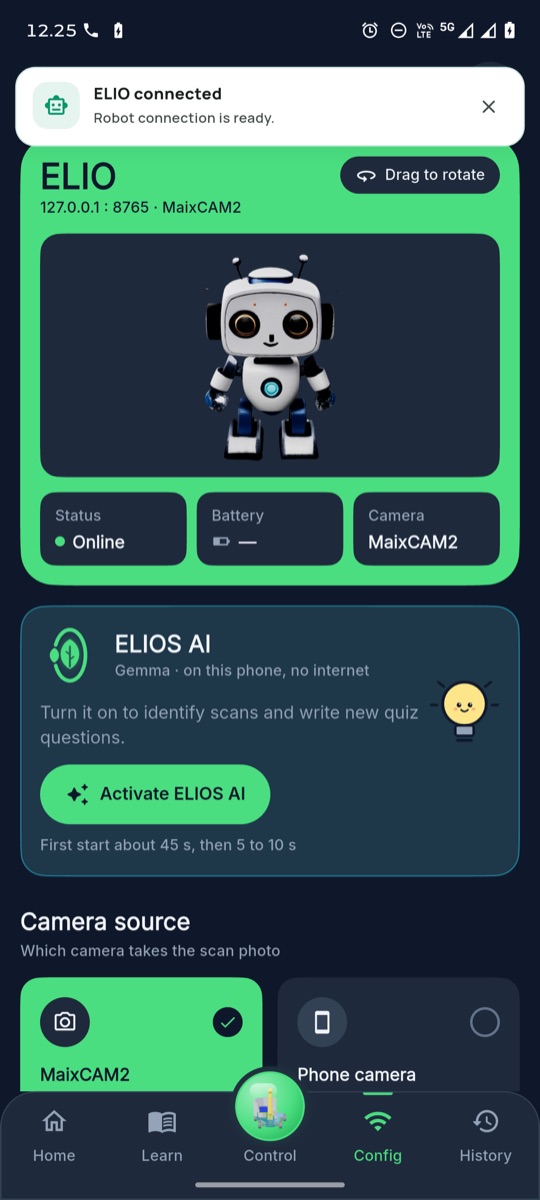 12.25
Vo))
LTE
5G
ELIO connected
Robot connection is ready.
ELIO
Drag to rotate
127.0.0.1 : 8765 · MaixCAM2
Status
Battery
Camera
Online
—
MaixCAM2
ELIOS AI
Gemma · on this phone, no internet
Turn it on to identify scans and write new quiz
questions.
Activate ELIOS AI
First start about 45 s, then 5 to 10 s
Camera source
Which camera takes the scan photo
MaixCAM2
Phone camera
Home
Learn
Control
Config
History